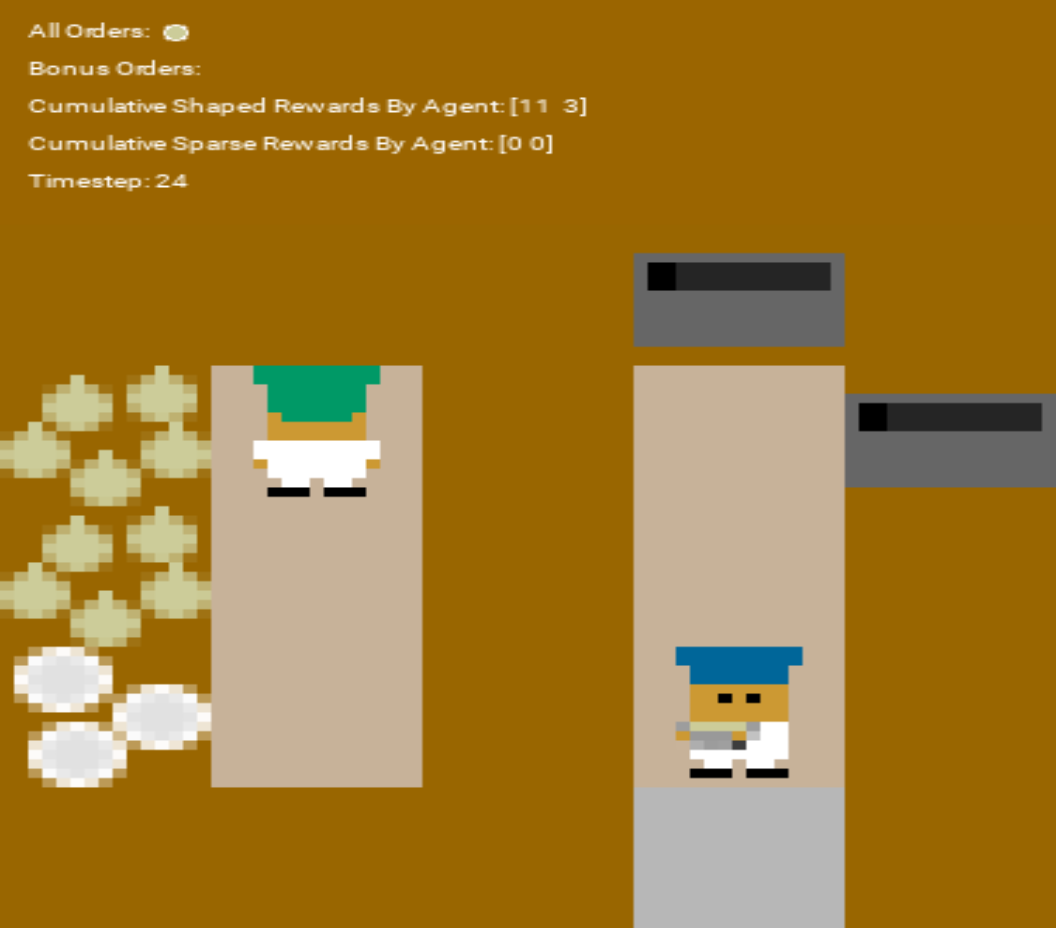 All Orders:
Bonus Orders:
Cumulative Shaped Rewards By Agent: [11 3]
Cumulative Sparse Rewards By Agent: [0 0]
Timestep: 24